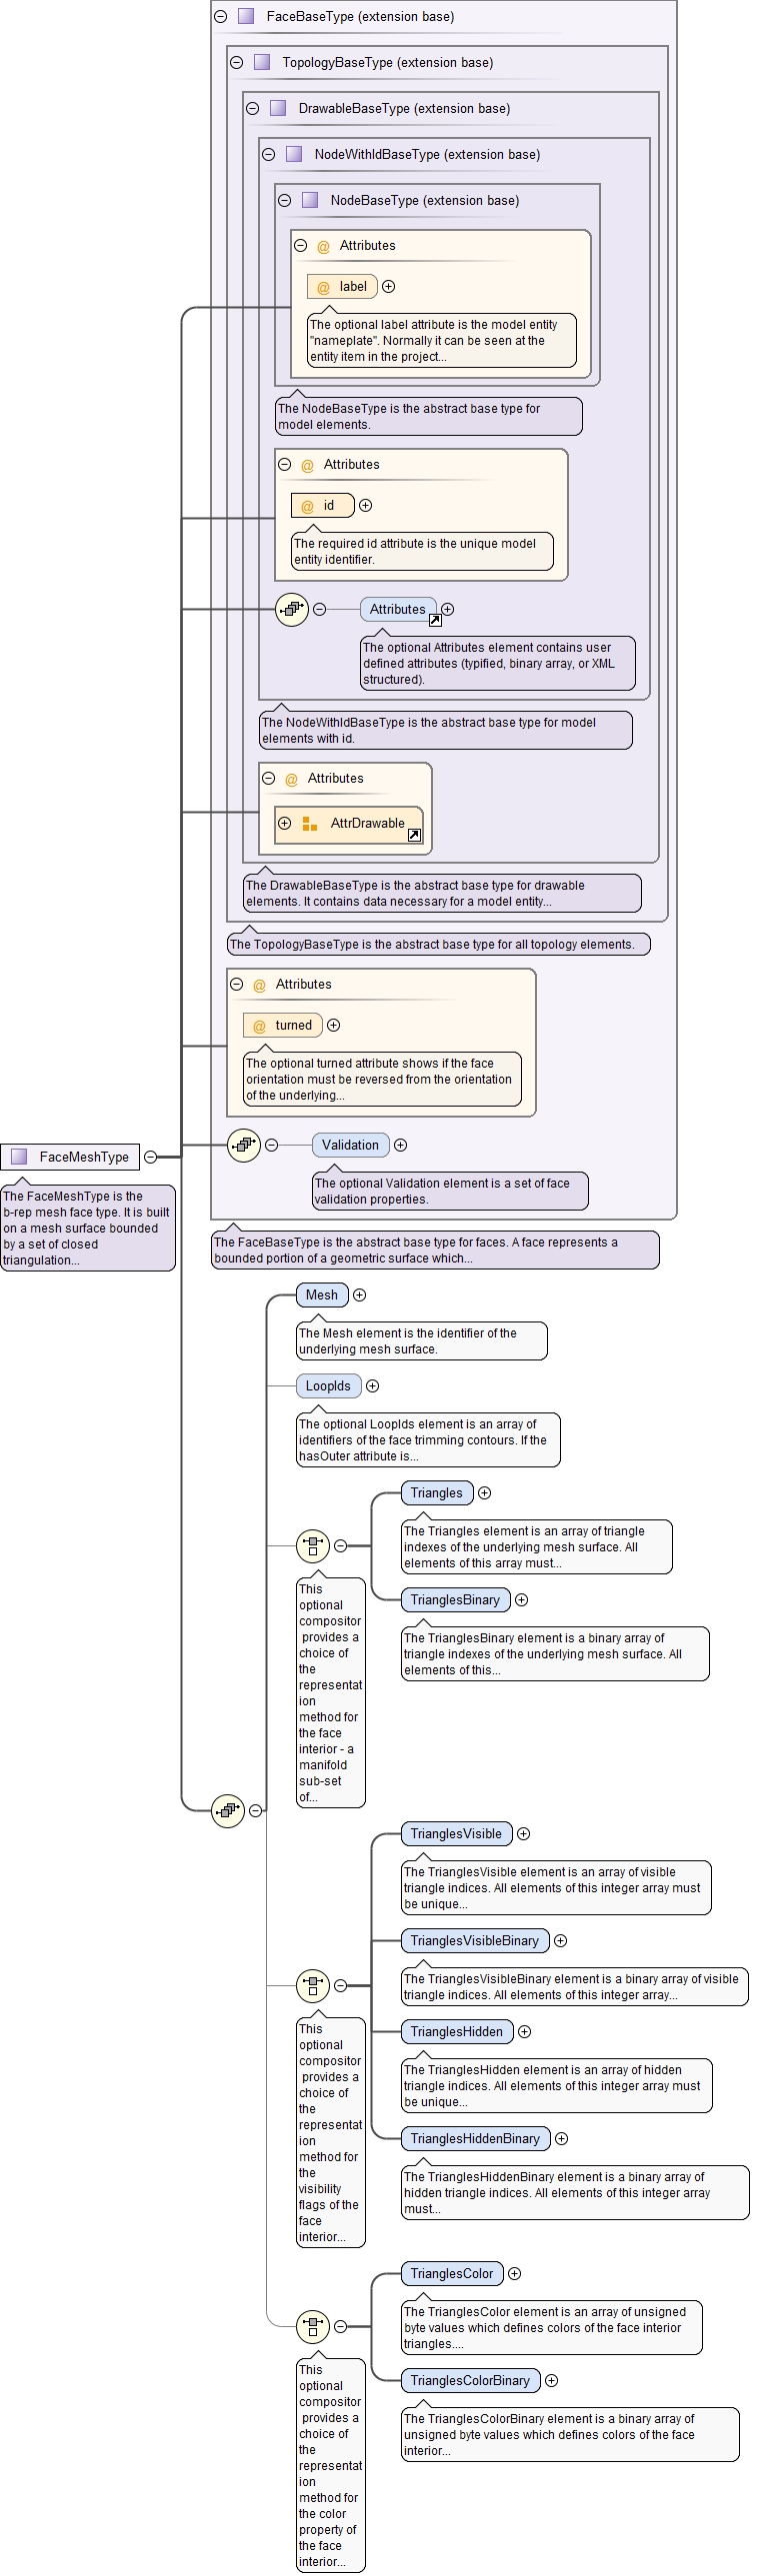 FaceBaseType (extension base)
TopologyBaseType (extension base)
DrawableBaseType (extension base)
NodeWithIdBaseType (extension base)
NodeBaseType (extension base)
@ Attributes
@ label
The optional label attribute is the model entity
"nameplate". Normally it can be seen at the
entity item in the project...
The NodeBaseType is the abstract base type for
model elements.
@ Attributes
@ id
The required id attribute is the unique model
entity identifier.
Attributes
The optional Attributes element contains user
defined attributes (typified, binary array, or XML
structured).
The NodeWithIdBaseType is the abstract base type for model
elements with id.
@ Attributes
AttrDrawable
The DrawableBaseType is the abstract base type for drawable
elements. It contains data necessary for a model entity...
The TopologyBaseType is the abstract base type for all topology elements.
@ Attributes
@ turned
The optional turned attribute shows if the face
orientation must be reversed from the orientation
of the underlying...
Validation
The optional Validation element is a set of face
validation properties.
FaceMeshType
The FaceMeshType is the
b-rep mesh face type. It is built
on a mesh surface bounded
by a set of closed
triangulation...
The FaceBaseType is the abstract base type for faces. A face represents a
bounded portion of a geometric surface which...
Mesh
The Mesh element is the identifier of the
underlying mesh surface.
LoopIds
The optional LoopIds element is an array of
identifiers of the face trimming contours. If the
hasOuter attribute is...
Triangles
The Triangles element is an array of triangle
indexes of the underlying mesh surface. All
elements of this array must...
TrianglesBinary
The TrianglesBinary element is a binary array of
triangle indexes of the underlying mesh surface. All
elements of this...
This
optional
compositor
provides a
choice of
the
representat
ion
method for
the face
interior - a
manifold
sub-set
of...
TrianglesVisible
The TrianglesVisible element is an array of visible
triangle indices. All elements of this integer array must
be unique...
TrianglesVisibleBinary
The TrianglesVisibleBinary element is a binary array of visible
triangle indices. All elements of this integer array...
TrianglesHidden
The TrianglesHidden element is an array of hidden
triangle indices. All elements of this integer array must
be unique...
TrianglesHiddenBinary
The TrianglesHiddenBinary element is a binary array of
hidden triangle indices. All elements of this integer array
must...
This
optional
compositor
provides a
choice of
the
representat
ion
method for
the
visibility
flags of the
face
interior...
TrianglesColor
The TrianglesColor element is an array of unsigned
byte values which defines colors of the face interior
triangles....
TrianglesColorBinary
The TrianglesColorBinary element is a binary array of
unsigned byte values which defines colors of the face
interior...
This
optional
compositor
provides a
choice of
the
representat
ion
method for
the color
property of
the face
interior...